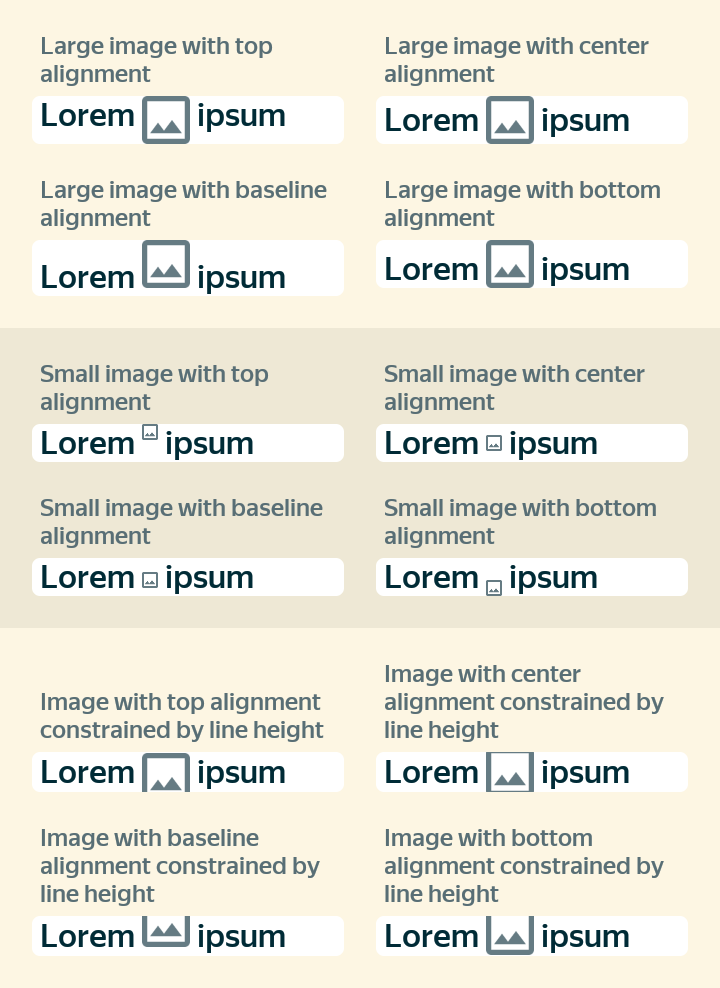 Large image with top
alignment
Lorem ipsum
Large image with center
alignment
Lorem ipsum
Large image with baseline
alignment
Lorem ipsum
Large image with bottom
alignment
Lorem ipsum
Small image with top
alignment
Lorem ipsum
Small image with center
alignment
Lorem ipsum
Small image with baseline
alignment
Lorem ipsum
Small image with bottom
alignment
Lorem ipsum
Image with top alignment
constrained by line height
Lorem ipsum
Image with center
alignment constrained by
line height
Lorem ipsum
Image with baseline
alignment constrained by
line height
Lorem ipsum
Image with bottom
alignment constrained by
line height
Lorem ipsum